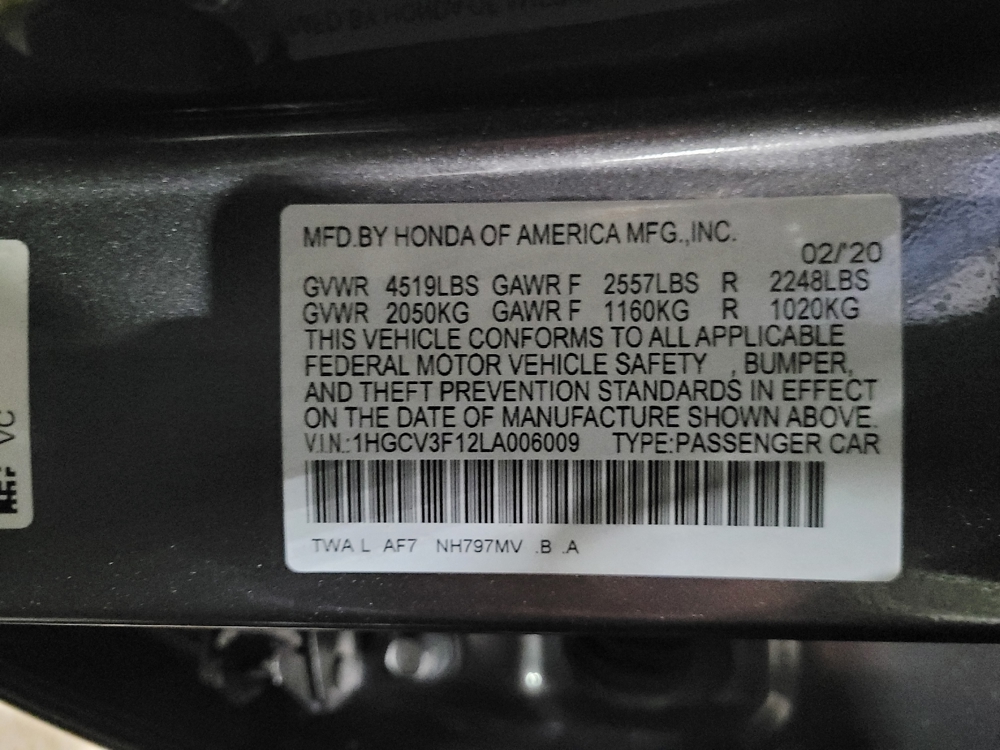 MFD.BY HONDA OF AMERICA MFG.,INC.
02/'20
GVWR 4519LBS GAWR F 2557LBS R 2248LBS
GVWR 2050KG GAWR F 1160KG R 1020KG
THIS VEHICLE CONFORMS TO ALL APPLICABLE
FEDERAL MOTOR VEHICLE SAFETY , BUMPER,
AND THEFT PREVENTION STANDARDS IN EFFECT
ON THE DATE OF MANUFACTURE SHOWN ABOVE.
V.I.N.:1HGCV3F12LA006009 TYPE:PASSENGER CAR
TWA L AF7 NH797MV .B .A
VC